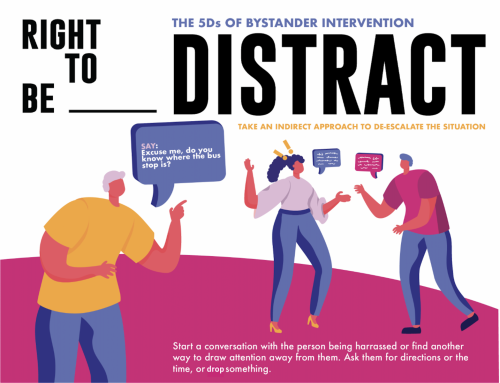 RIGHT
TO
BE
THE 5Ds OF BYSTANDER INTERVENTION
DISTRACT
TAKE AN INDIRECT APPROACH TO DE-ESCALATE THE SITUATION
SAY:
Excuse me, do you
know where the bus
stop is?
Start a conversation with the person being harrassed or find another
way to draw attention away from them. Ask them for directions or the
time, or drop something.